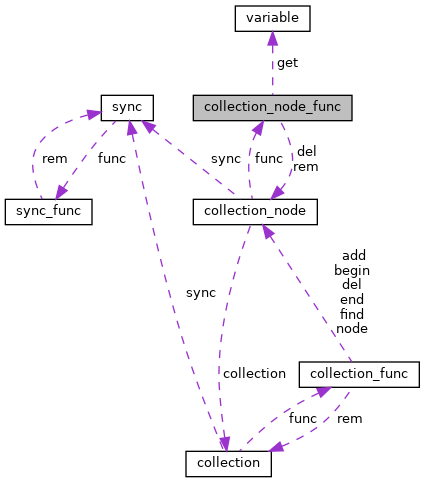 variable
get
sync
collection_node_func
rem
func
sync
func
del
rem
sync_func
collection_node
add
begin
del
end
find
node
sync
collection
collection_func
func
rem
collection